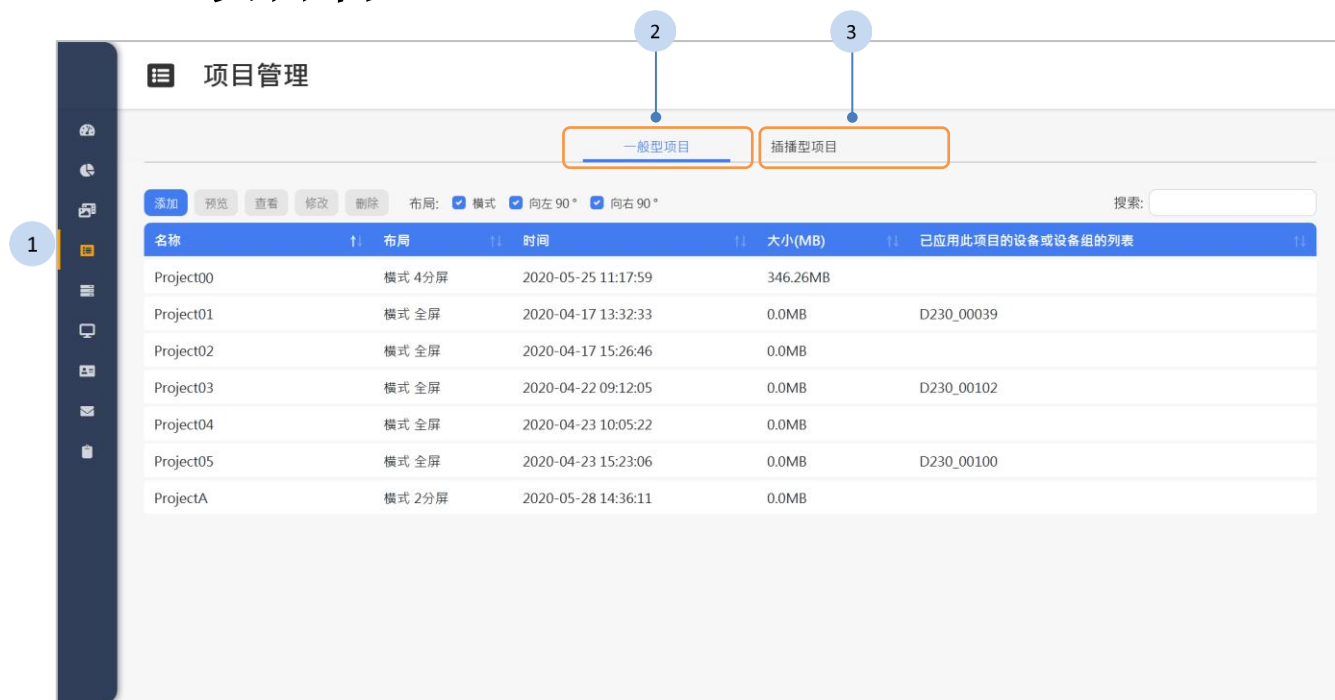 2 3
项目管理
一般型项目 插播型项目
添加 预览 查看 修改 删除 布局: 横式 向左 90 ° 向右 90 ° 搜索:
1
名称 布局 时间 大小(MB) 已应用此项目的设备或设备组的列表
Project00 横式 4分屏 2020-05-25 11:17:59 346.26MB
Project01 横式 全屏 2020-04-17 13:32:33 0.0MB D230_00039
Project02 横式 全屏 2020-04-17 15:26:46 0.0MB
Project03 横式 全屏 2020-04-22 09:12:05 0.0MB D230_00102
Project04 横式 全屏 2020-04-23 10:05:22 0.0MB
Project05 横式 全屏 2020-04-23 15:23:06 0.0MB D230_00100
ProjectA 横式 2分屏 2020-05-28 14:36:11 0.0MB